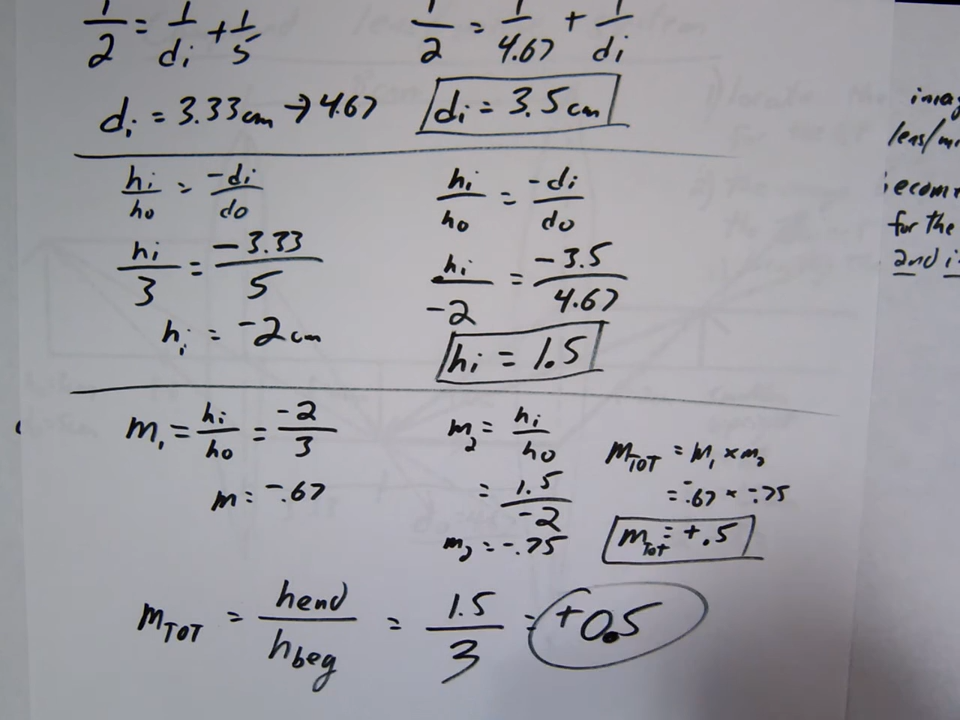 1/2 = 1/di + 1/5
1/2 = 1/4.67 + 1/di
di = 3.33cm → 4.67
di = 3.5cm
hi/ho = -di/do
hi/ho = -di/do
hi/3 = -3.33/5
hi/-2 = -3.5/4.67
hi = -2cm
hi = 1.5
m1 = hi/ho = -2/3
m2 = hi/ho
mTOT = m1 × m2
m = -.67
= 1.5/-2
= -.67 × -.75
m2 = -.75
mTot = +.5
mTOT = hend/hbeg = 1.5/3 = +0.5
for the
and